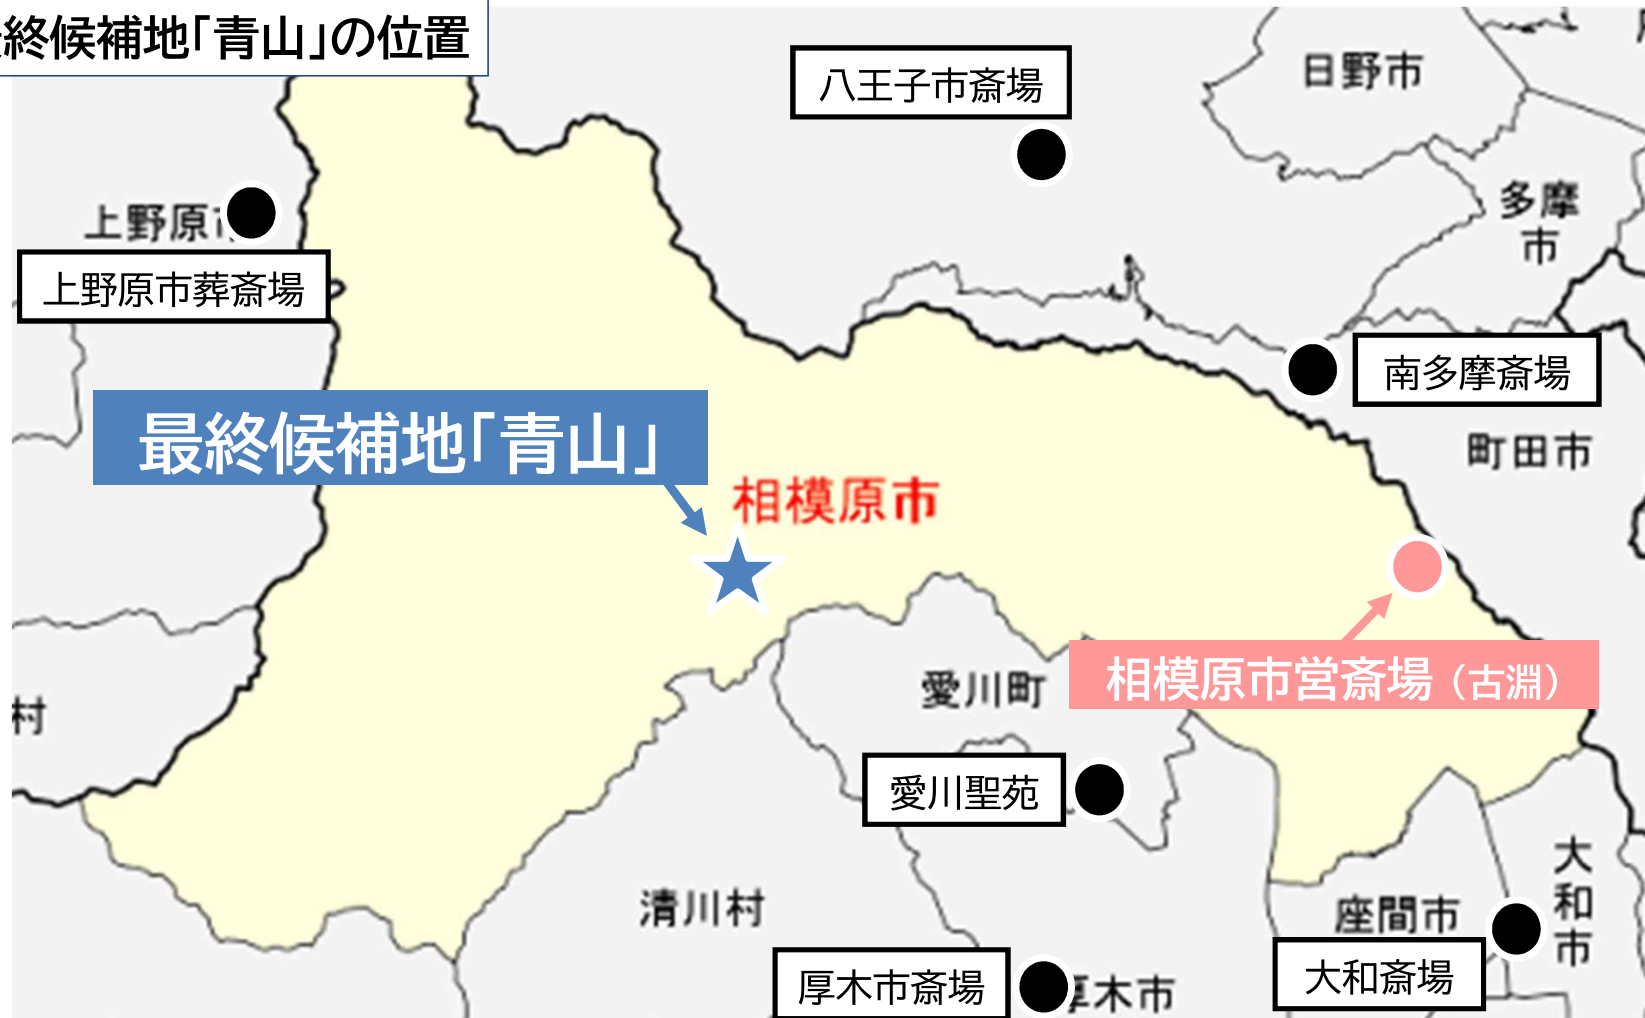 終候補地「青山」の位置
八王子市斎場
日野市
多摩
市
上野原
上野原市葬斎場
南多摩斎場
町田市
最終候補地「青山」
相模原市
相模原市営斎場（古淵）
愛川町
村
愛川聖苑
清川村
座間市
大
和
市
大和斎場
厚木市斎場
厚木市